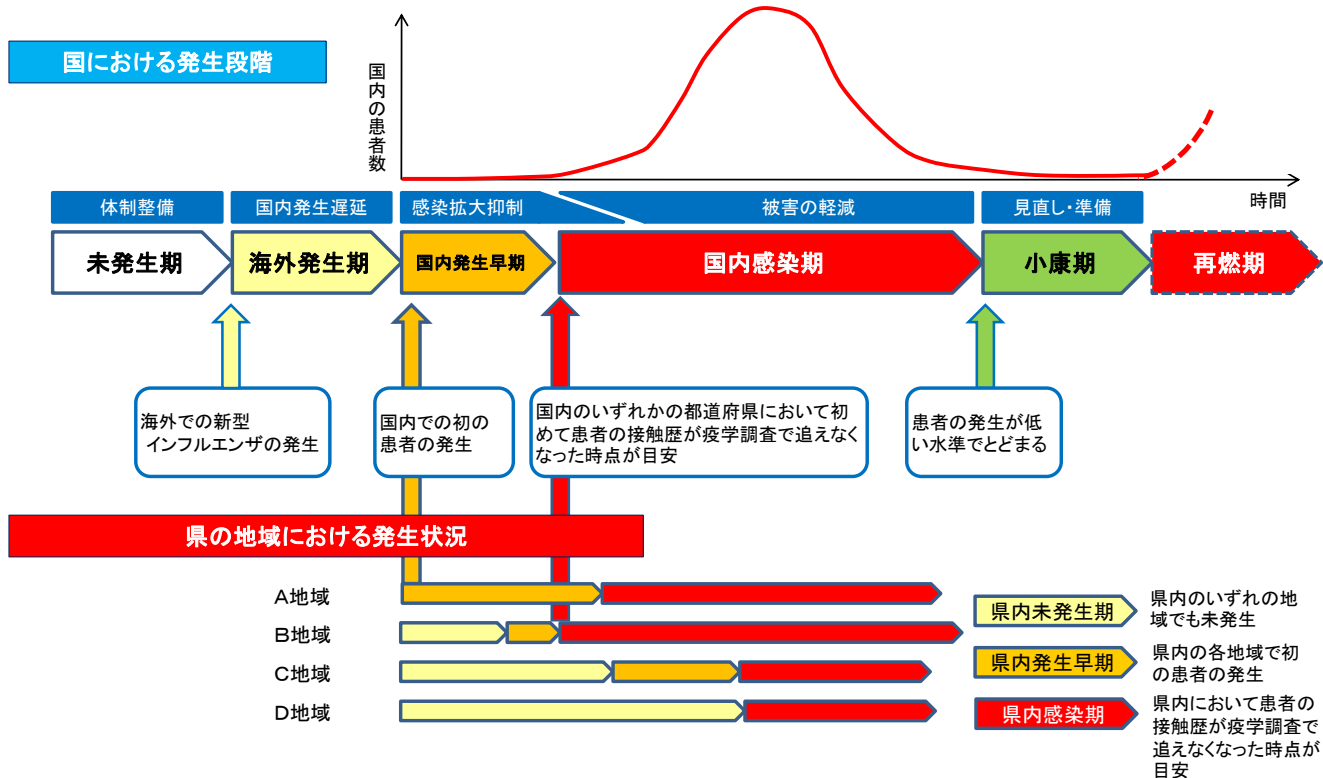 国における発生段階
国内の患者数
時間
体制整備
国内発生遅延
感染拡大抑制
被害の軽減
見直し・準備
未発生期
海外発生期
国内発生早期
国内感染期
小康期
再燃期
海外での新型
インフルエンザの発生
国内での初の
患者の発生
国内のいずれかの都道府県において初
めて患者の接触歴が疫学調査で追えなく
なった時点が目安
患者の発生が低
い水準でとどまる
県の地域における発生状況
A地域
B地域
C地域
D地域
県内未発生期
県内のいずれの地
域でも未発生
県内発生早期
県内の各地域で初
の患者の発生
県内感染期
県内において患者の
接触歴が疫学調査で
追えなくなった時点が
目安